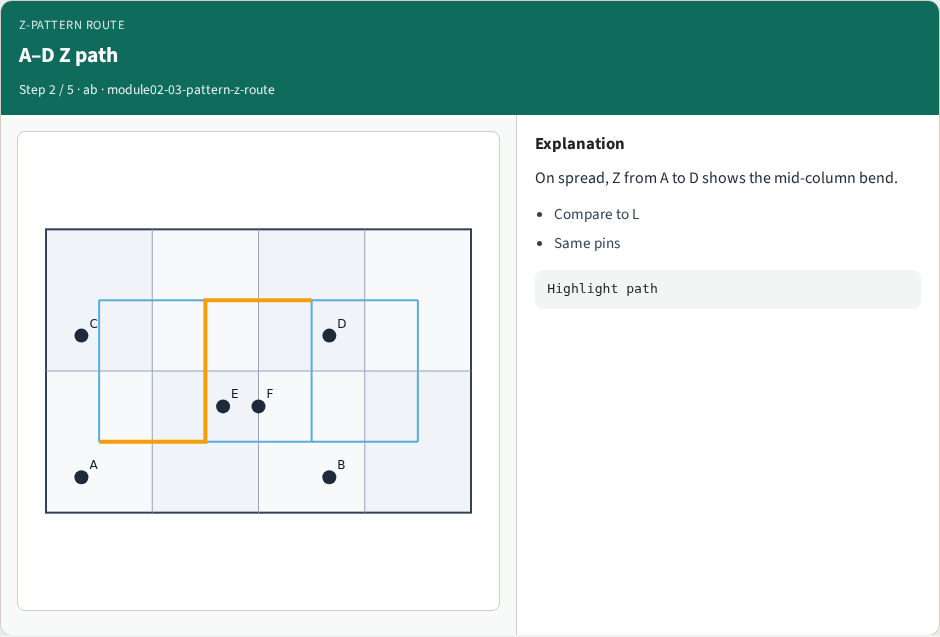 Z-PATTERN ROUTE
A–D Z path
Step 2 / 5 · ab · module02-03-pattern-z-route
C
D
E
F
A
B
Explanation
On spread, Z from A to D shows the mid-column bend.
Compare to L
Same pins
Highlight path